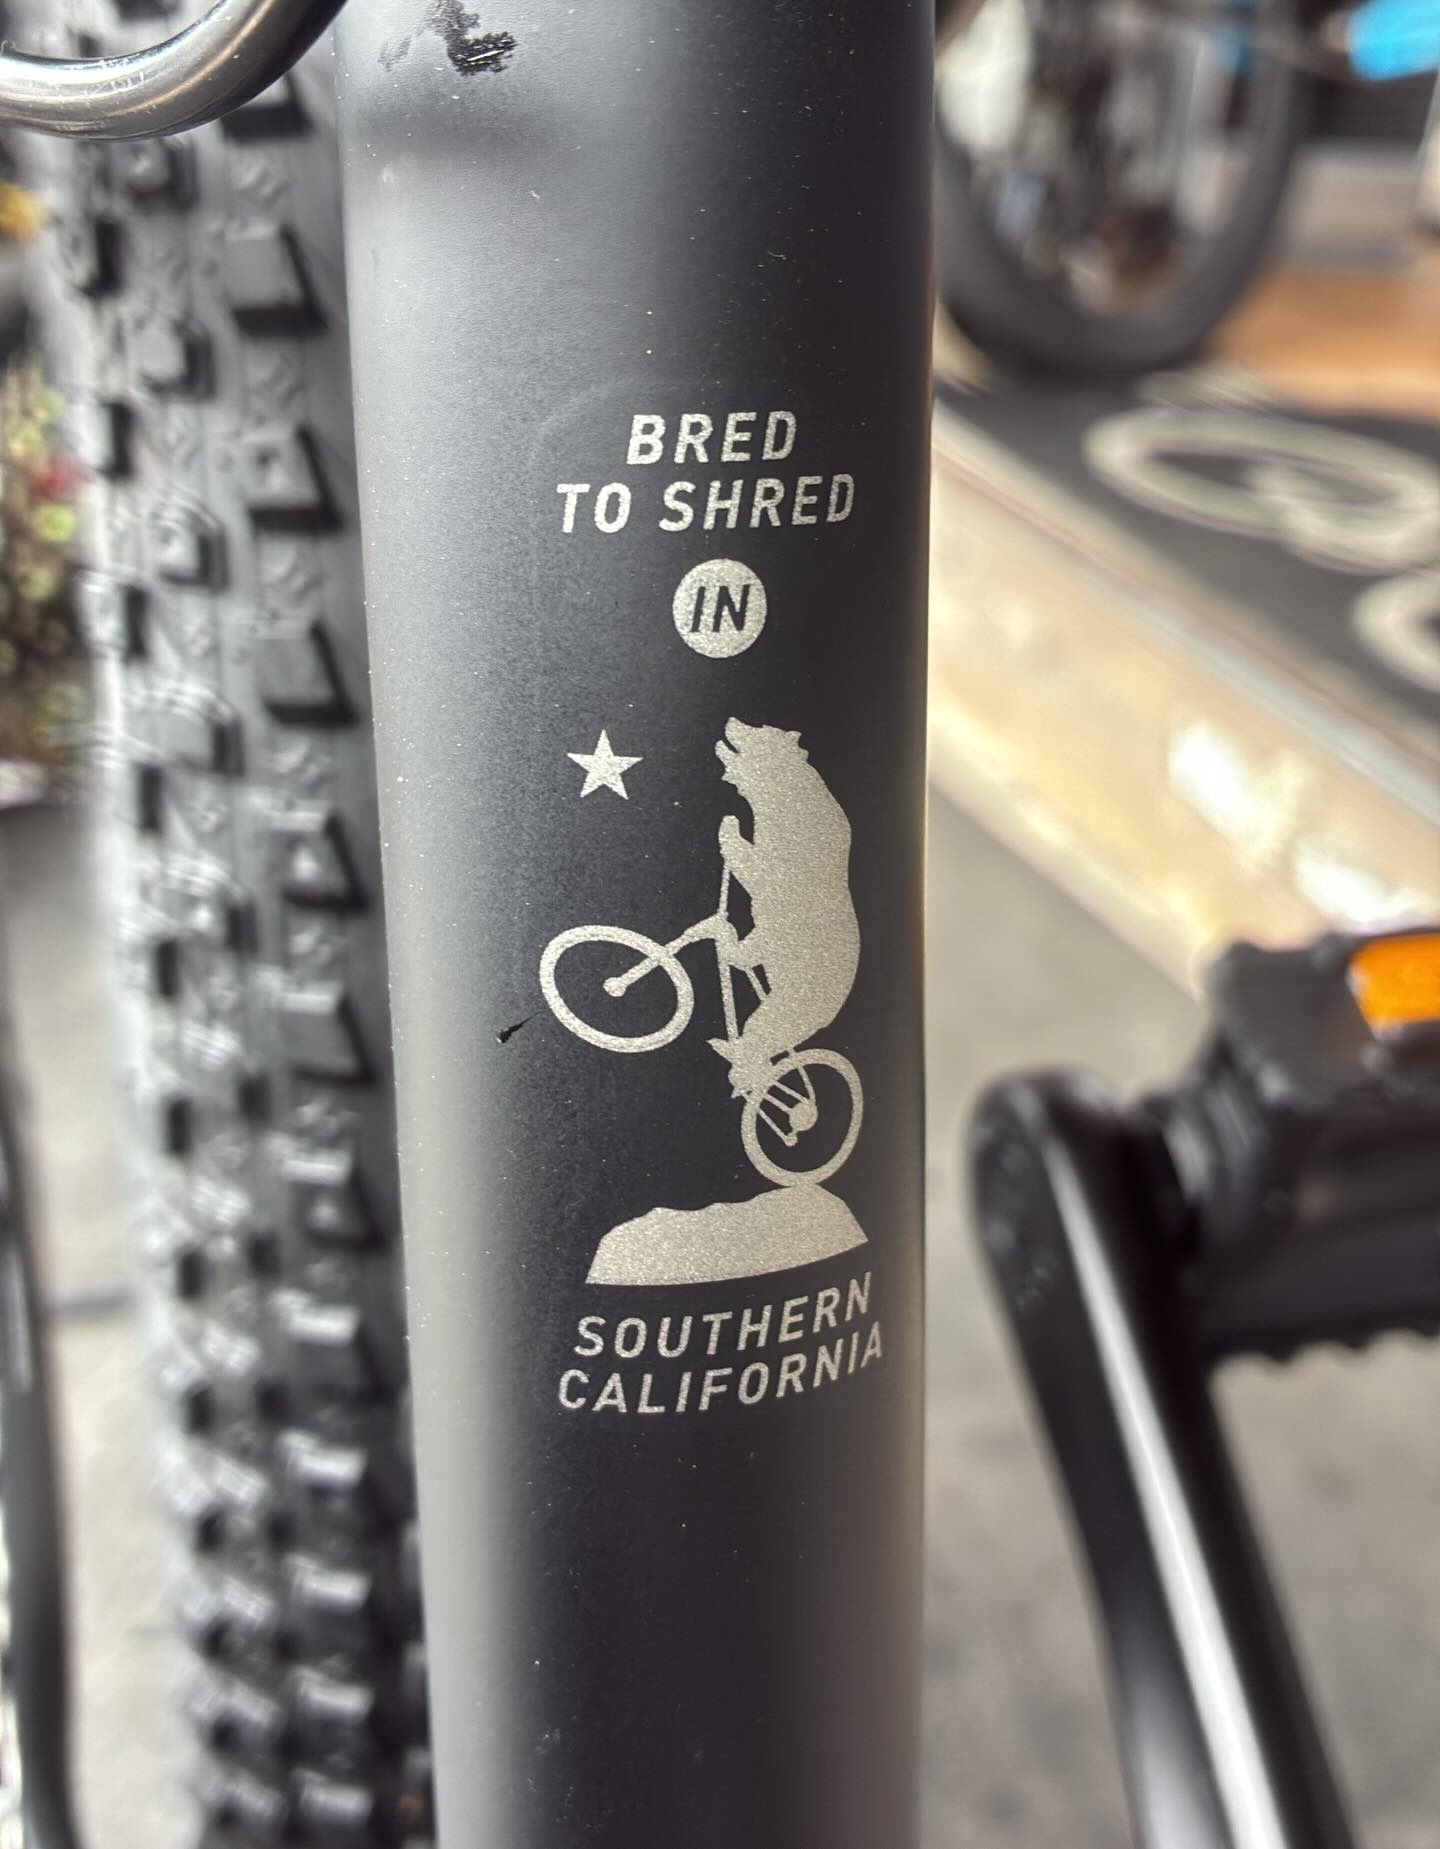 BRED
TO SHRED
IN
SOUTHERN
CALIFORNIA